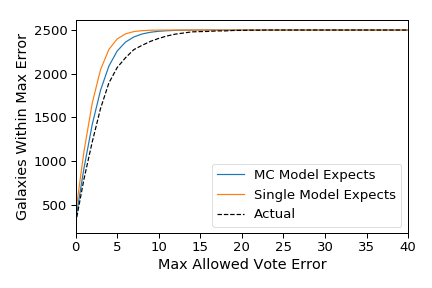 Galaxies Within Max Error
2500
2000
1500
1000
500
MC Model Expects
Single Model Expects
Actual
0 5 10 15 20 25 30 35 40
Max Allowed Vote Error